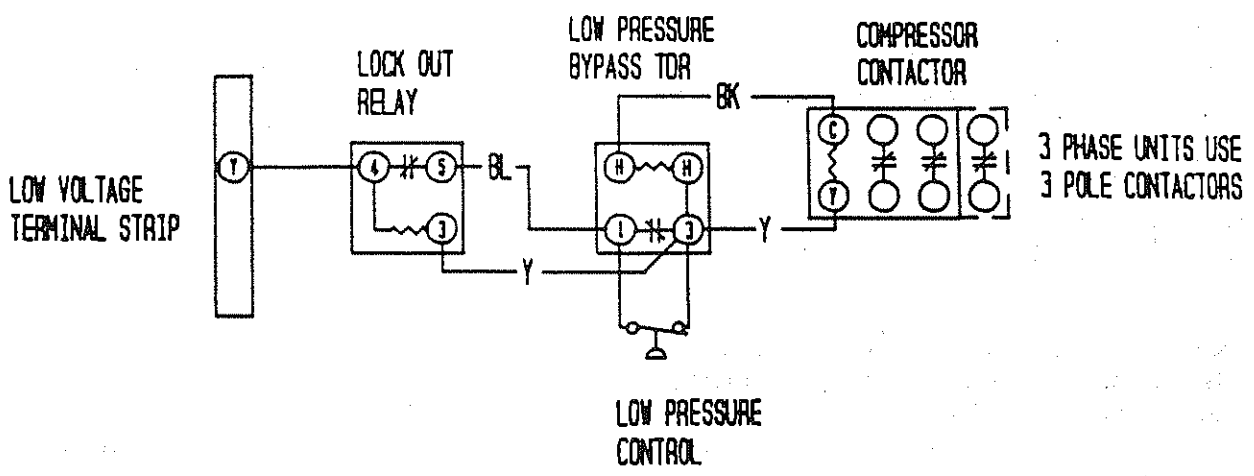 LOW PRESSURE
BYPASS TDR
COMPRESSOR
CONTACTOR
LOCK OUT
RELAY
BK
C
3 PHASE UNITS USE
3 POLE CONTACTORS
Y
4
5
BL
H
H
LOW VOLTAGE
TERMINAL STRIP
Y
3
1
3
Y
Y
LOW PRESSURE
CONTROL